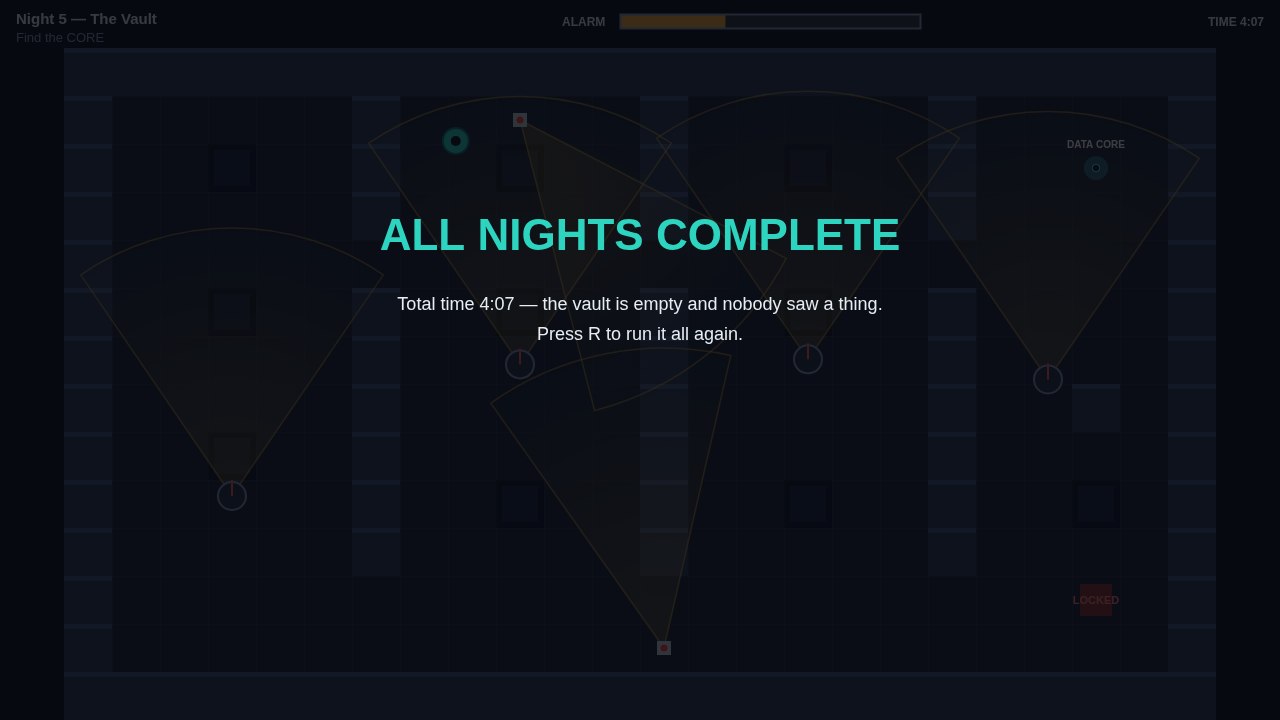 Night 5 — The Vault
Find the CORE
ALARM
TIME 4:07
DATA CORE
ALL NIGHTS COMPLETE
Total time 4:07 — the vault is empty and nobody saw a thing.
Press R to run it all again.
LOCKED